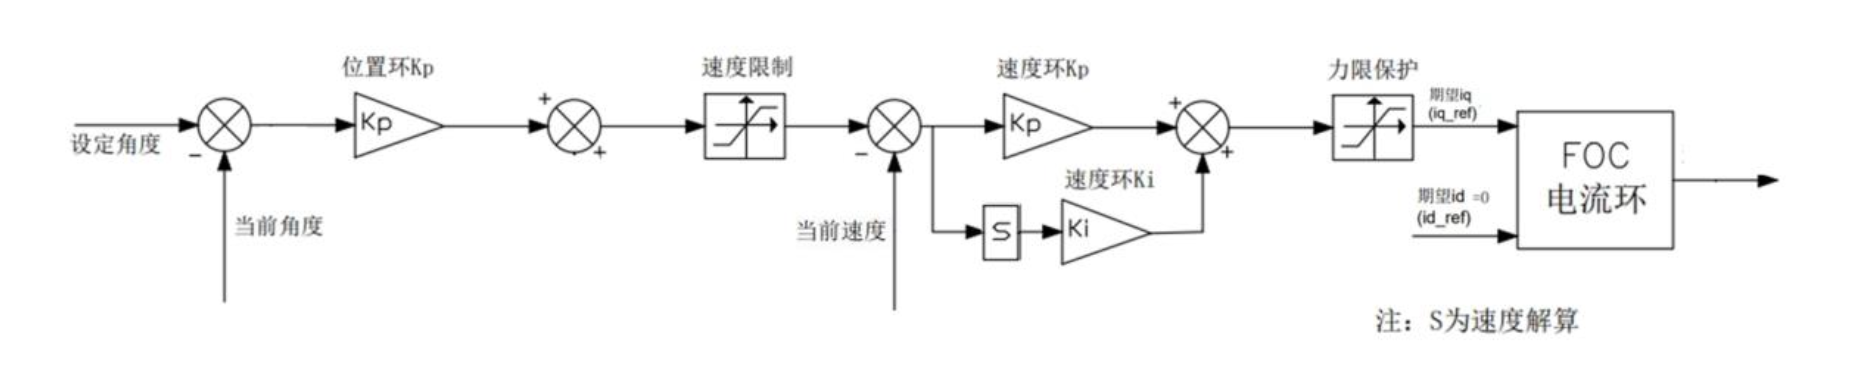 位置环Kp
速度限制
速度环Kp
力限保护
期望iq
(iq_ref)
设定角度
-
Kp
+
+
-
Kp
+
+
FOC
电流环
速度环Ki
当前角度
当前速度
S
Ki
期望id =0
(id_ref)
注：S为速度解算